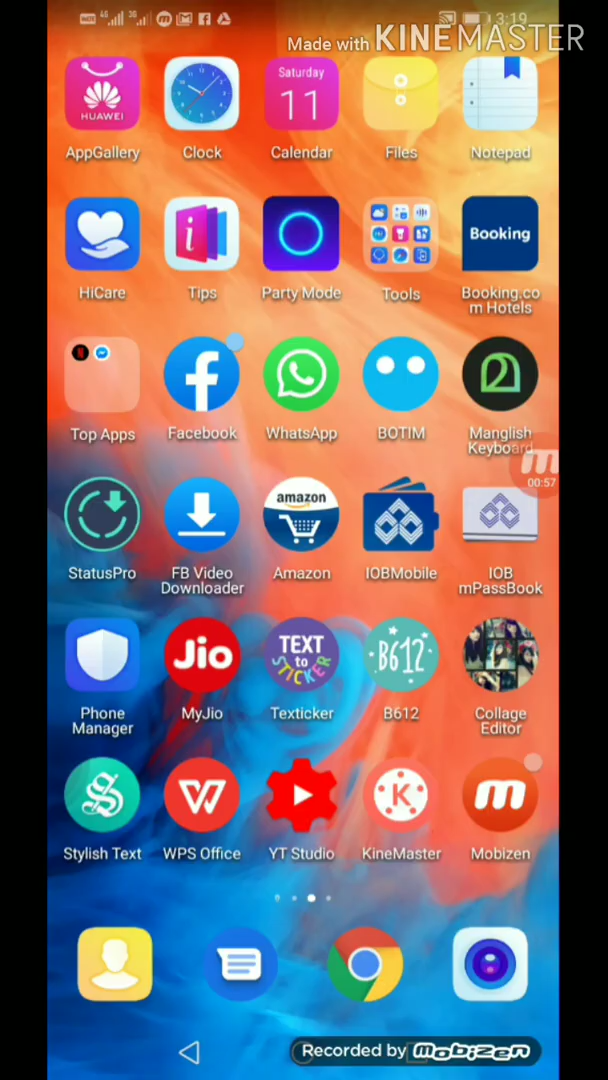 4G 3G 3:19
Made with KINEMASTER
Saturday
11
HUAWEI
AppGallery Clock Calendar Files Notepad
i
Booking
HiCare Tips Party Mode Tools Booking.co
m Hotels
Top Apps Facebook WhatsApp BOTIM Manglish
Keyboard
00:57
amazon
StatusPro FB Video
Downloader Amazon IOBMobile IOB
mPassBook
Jio TEXT
to
STICKER B612
Phone
Manager MyJio Texticker B612 Collage
Editor
Stylish Text WPS Office YT Studio KineMaster Mobizen
Recorded by mobizen